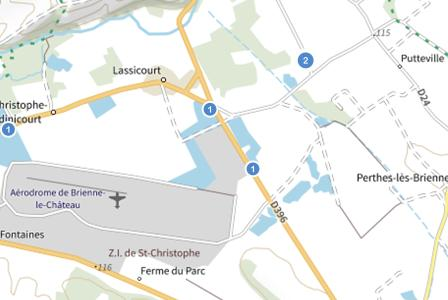 115
2
Putteville
Lassicourt
D24
1
christophe-
dinicourt
1
1
Perthes-lès-Brienne
Aérodrome de Brienne-
le-Château
D396
Fontaines
Z.I. de St-Christophe
116
Ferme du Parc